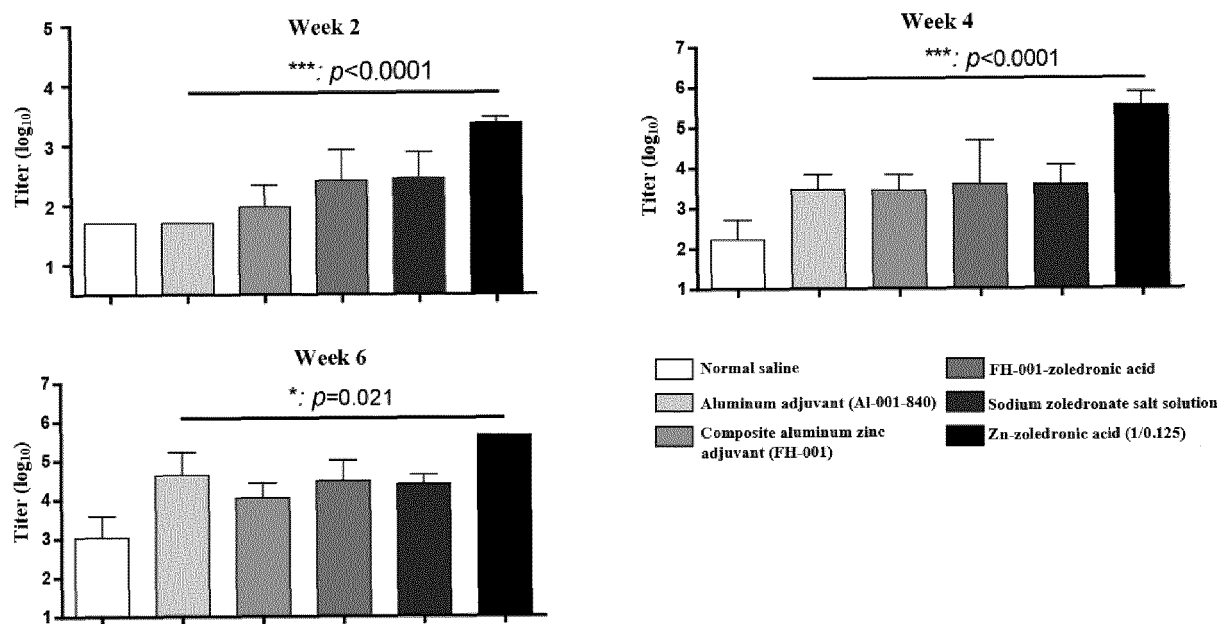 Week 2
5
4
3
2
1
Titer (log10)
***: p<0.0001
Week 4
7
6
5
4
3
2
1
Titer (log10)
***: p<0.0001
Week 6
7
6
5
4
3
2
1
Titer (log10)
*: p=0.021
Normal saline
Aluminum adjuvant (Al-001-840)
Composite aluminum zinc
adjuvant (FH-001)
FH-001-zoledronic acid
Sodium zoledronate salt solution
Zn-zoledronic acid (1/0.125)